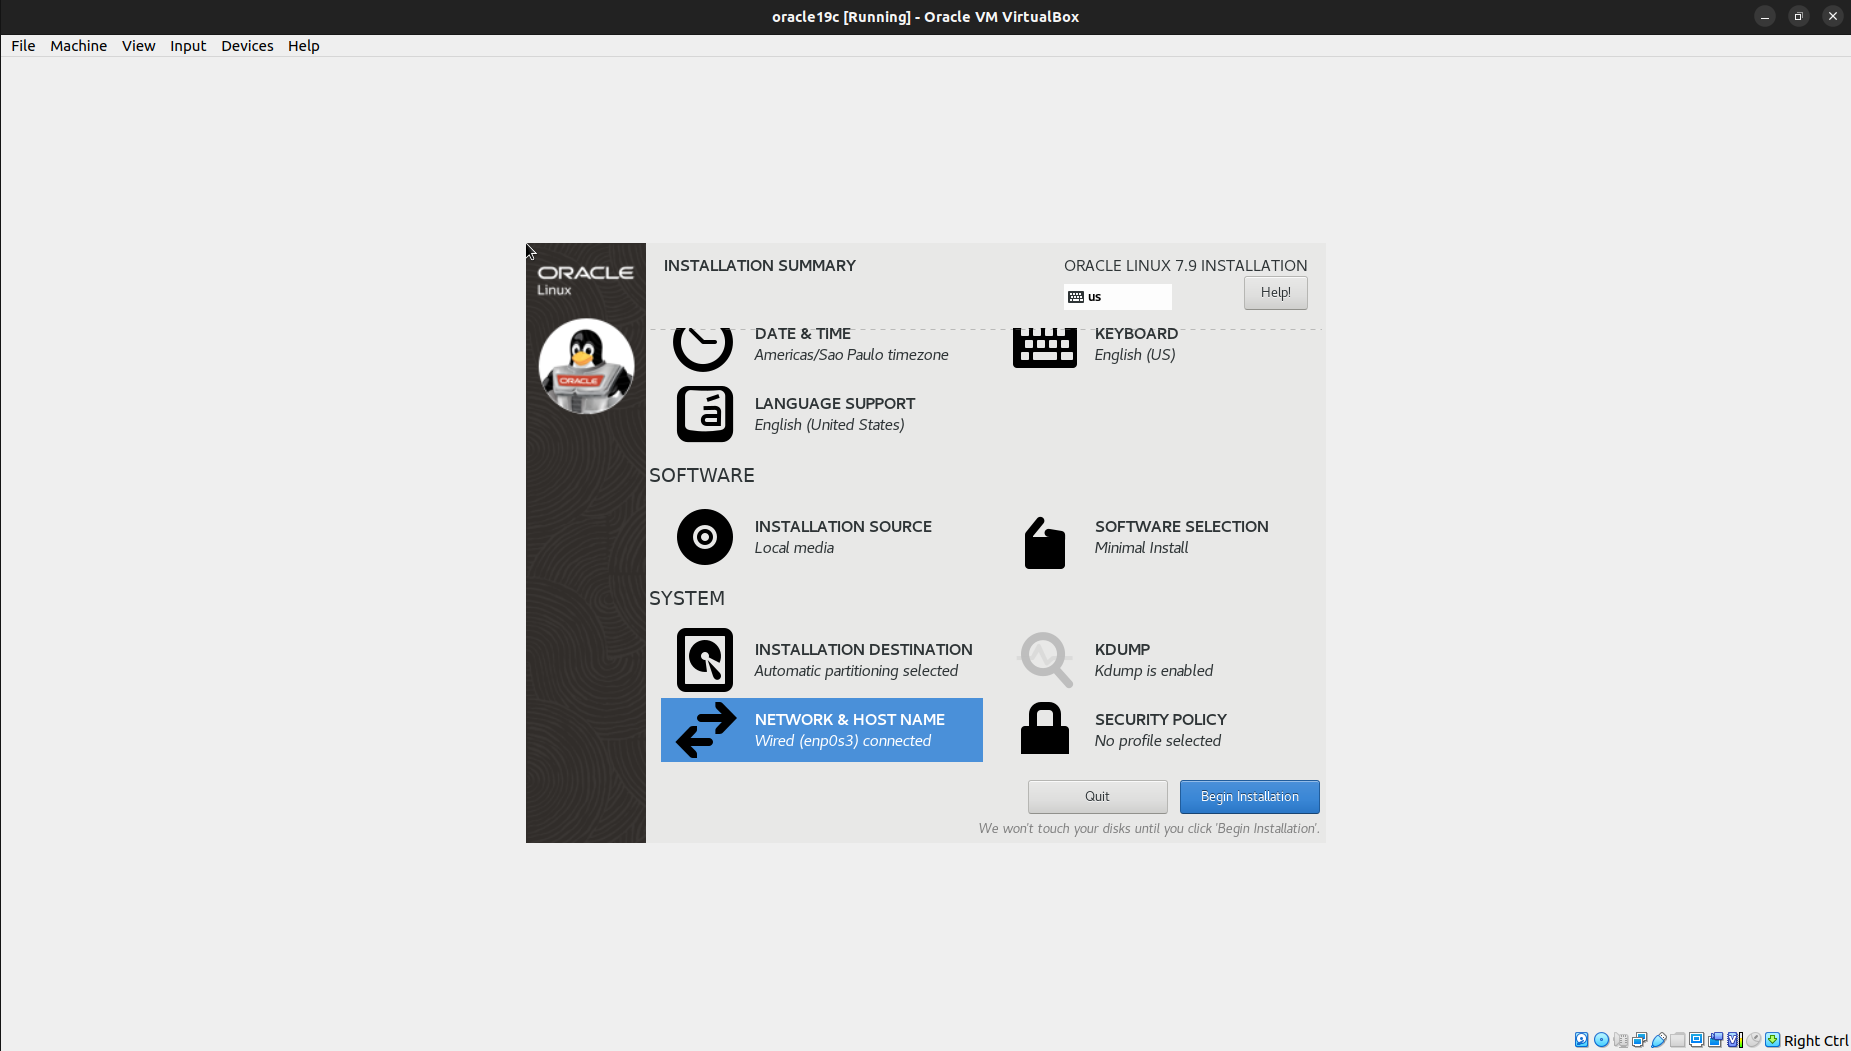 oracle19c [Running] - Oracle VM VirtualBox
File Machine View Input Devices Help
ORACLE
Linux
ORACLE
INSTALLATION SUMMARY
ORACLE LINUX 7.9 INSTALLATION
us
Help!
DATE & TIME
Americas/Sao Paulo timezone
KEYBOARD
English (US)
LANGUAGE SUPPORT
English (United States)
SOFTWARE
INSTALLATION SOURCE
Local media
SOFTWARE SELECTION
Minimal Install
SYSTEM
INSTALLATION DESTINATION
Automatic partitioning selected
KDUMP
Kdump is enabled
NETWORK & HOST NAME
Wired (enp0s3) connected
SECURITY POLICY
No profile selected
Quit
Begin Installation
We won't touch your disks until you click 'Begin Installation'.
Right Ctrl